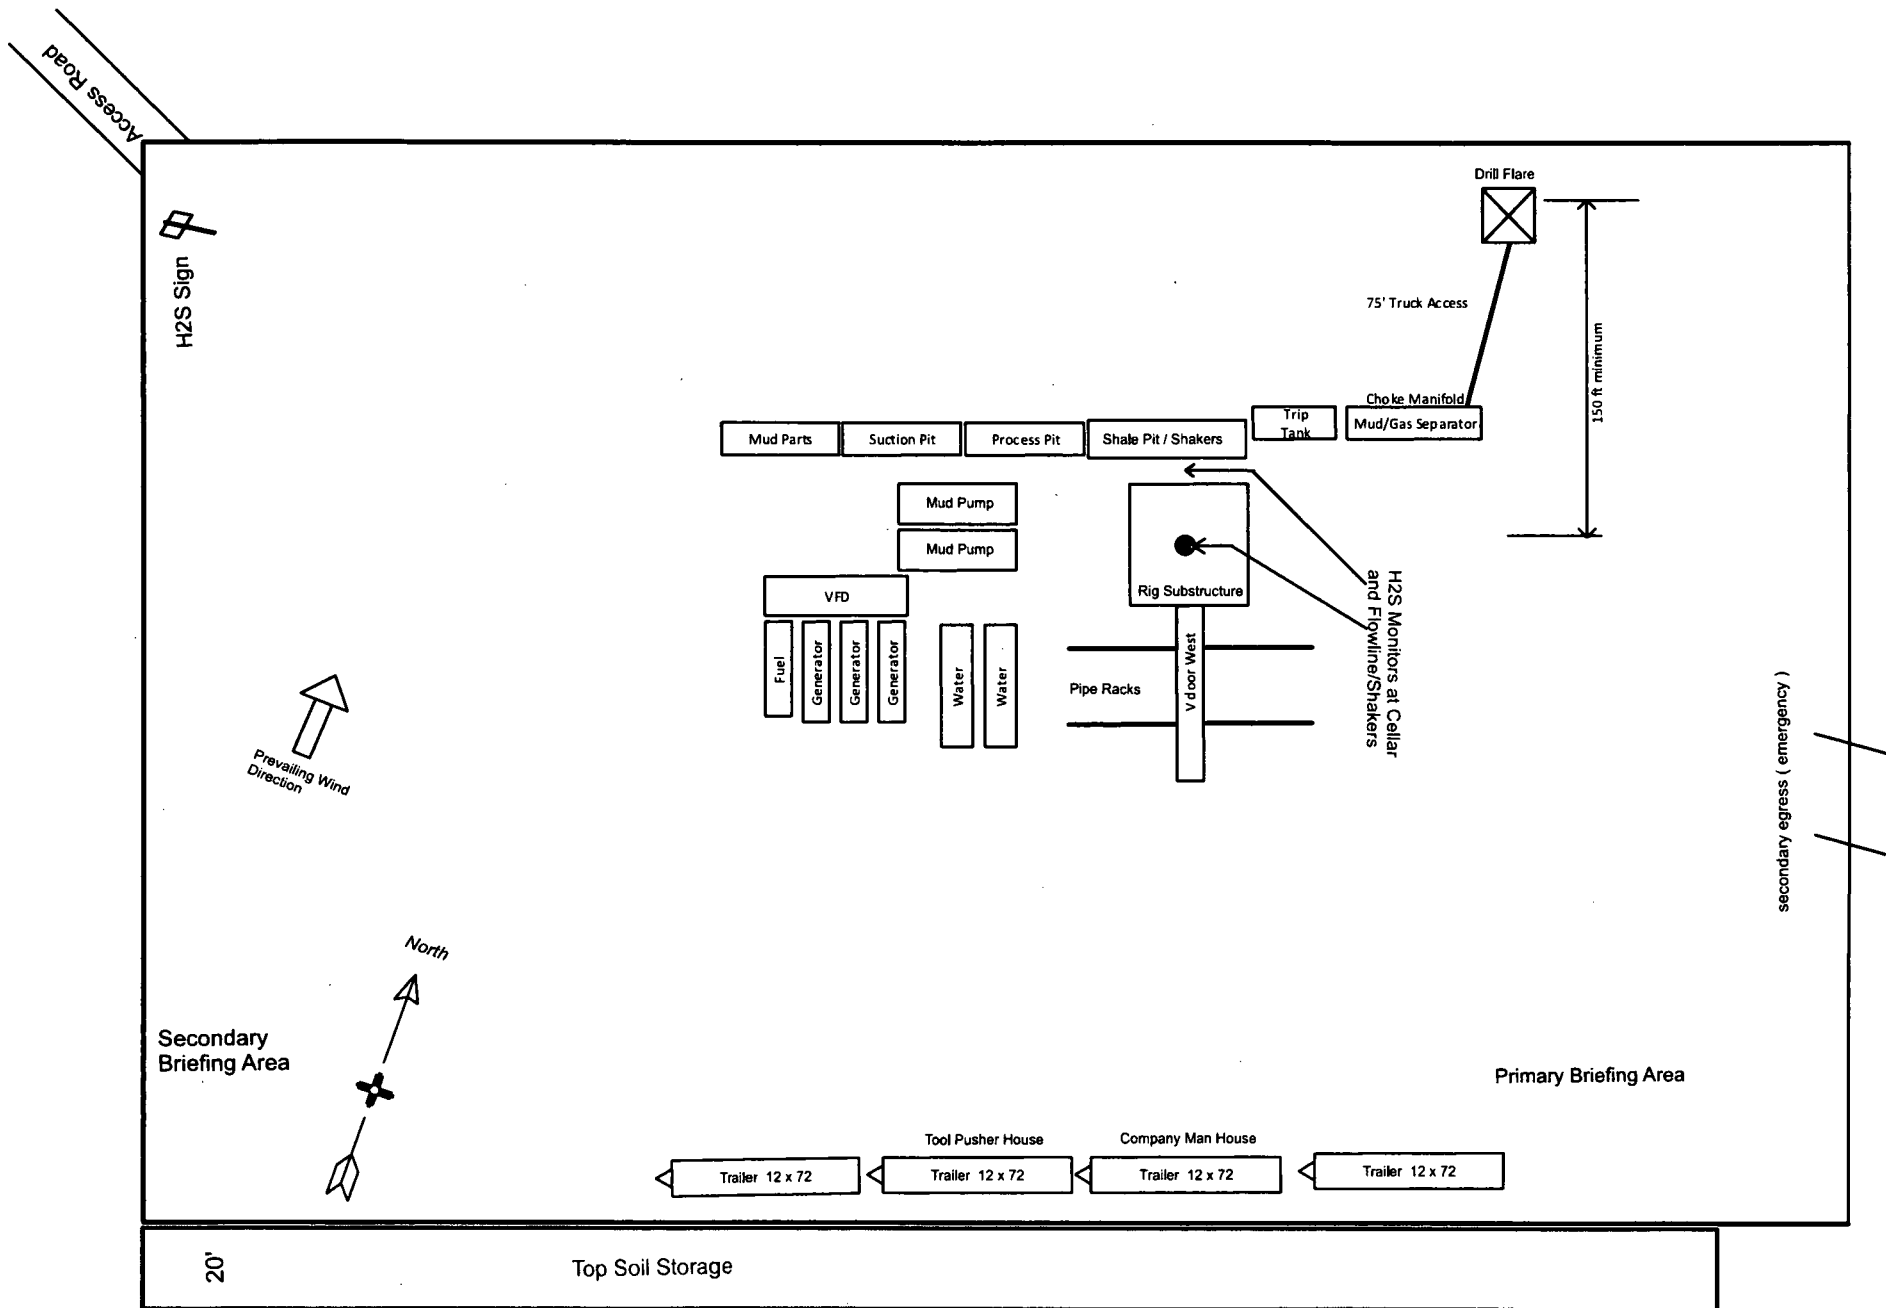 Access Road
H2S Sign
Drill Flare
75' Truck Access
150 ft minimum
Choke Manifold
Mud/Gas Separator
Trip
Tank
Mud Parts
Suction Pit
Process Pit
Shale Pit / Shakers
Mud Pump
Mud Pump
VFD
Rig Substructure
Fuel
Generator
Generator
Generator
Water
Water
Pipe Racks
V door West
H2S Monitors at Cellar
and Flowline/Shakers
Prevailing Wind
Direction
secondary egress ( emergency )
North
Secondary
Briefing Area
Primary Briefing Area
Tool Pusher House
Company Man House
Trailer 12 x 72
Trailer 12 x 72
Trailer 12 x 72
Trailer 12 x 72
20'
Top Soil Storage